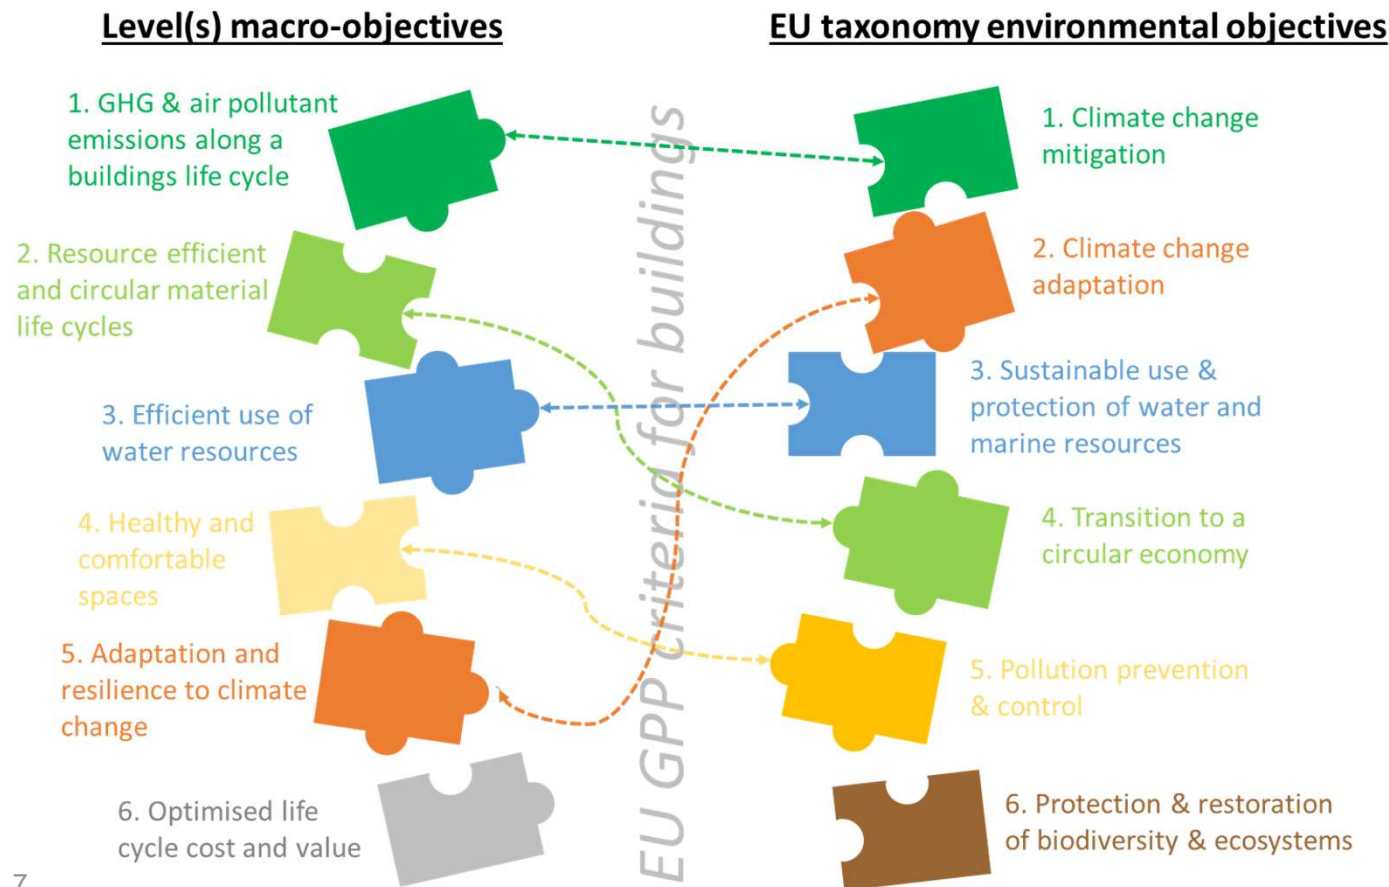 Level(s) macro-objectives
1. GHG & air pollutant
emissions along a
buildings life cycle
2. Resource efficient
and circular material
life cycles
3. Efficient use of
water resources
4. Healthy and
comfortable
spaces
5. Adaptation and
resilience to climate
change
6. Optimised life
cycle cost and value
EU GPP criteria for buildings
EU taxonomy environmental objectives
1. Climate change
mitigation
2. Climate change
adaptation
3. Sustainable use &
protection of water and
marine resources
4. Transition to a
circular economy
5. Pollution prevention
& control
6. Protection & restoration
of biodiversity & ecosystems
7